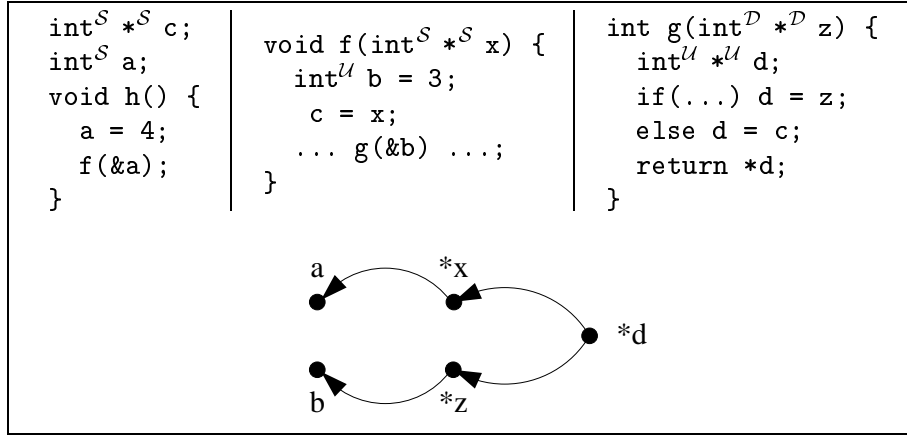 int^S *^S c;
int^S a;
void h() {
a = 4;
f(&a);
}
void f(int^S *^S x) {
int^U b = 3;
c = x;
... g(&b) ...;
}
int g(int^D *^D z) {
int^U *^U d;
if(...) d = z;
else d = c;
return *d;
}
a *x
*d
b *z